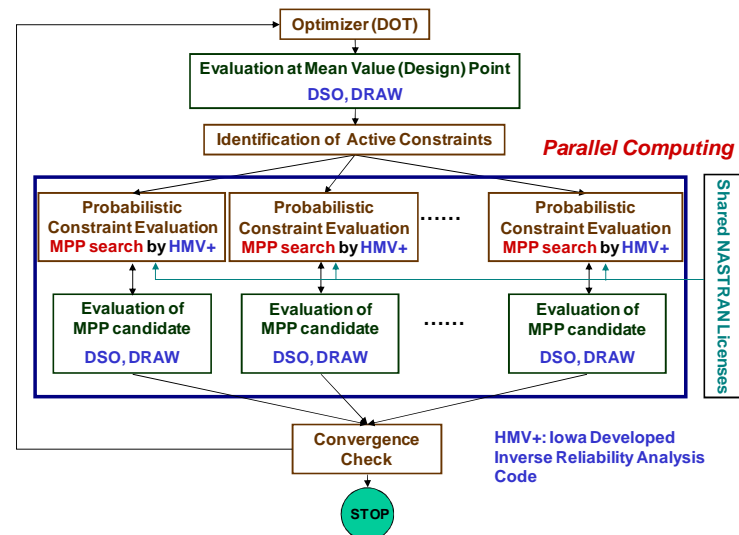 Optimizer (DOT)
Evaluation at Mean Value (Design) Point
DSO, DRAW
Identification of Active Constraints
Parallel Computing
Probabilistic
Constraint Evaluation
MPP search by HMV+
Probabilistic
Constraint Evaluation
MPP search by HMV+
......
Probabilistic
Constraint Evaluation
MPP search by HMV+
Shared NASTRAN Licenses
Evaluation of
MPP candidate
DSO, DRAW
Evaluation of
MPP candidate
DSO, DRAW
......
Evaluation of
MPP candidate
DSO, DRAW
Convergence
Check
HMV+: Iowa Developed
Inverse Reliability Analysis
Code
STOP